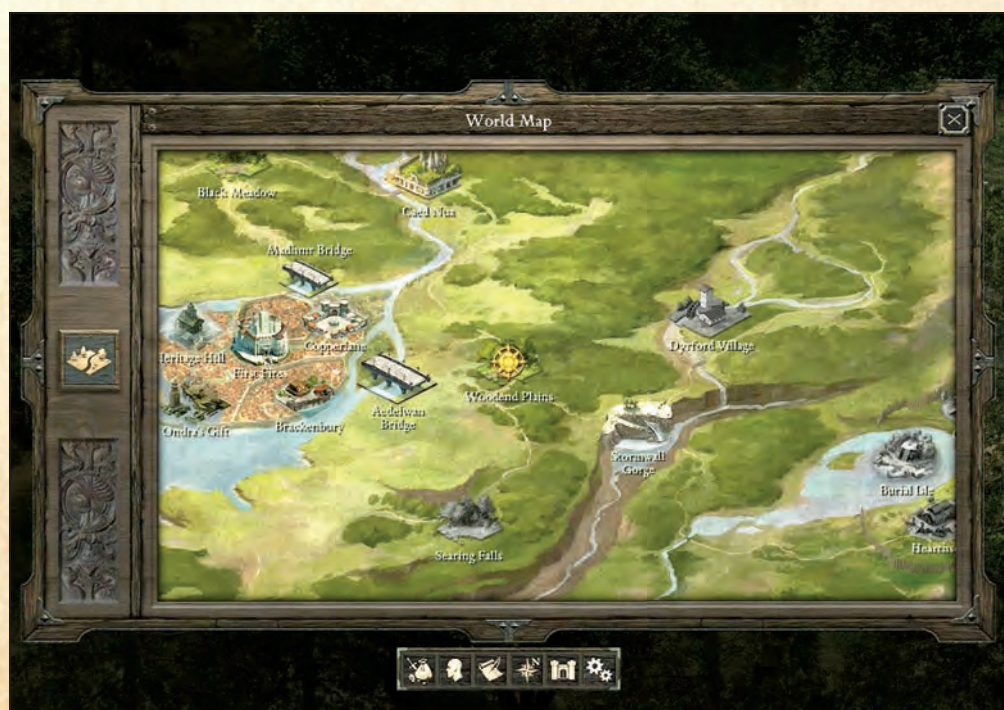 World Map
Black Meadow
Caed Nua
Madhmr Bridge
Heritage Hill
First Fires
Copperlane
Dyrford Village
Ondra's Gift
Brackenbury
Aedelwan
Bridge
Woodend Plains
Stormwall
Gorge
Burial Isle
Searing Falls
Hearths
N